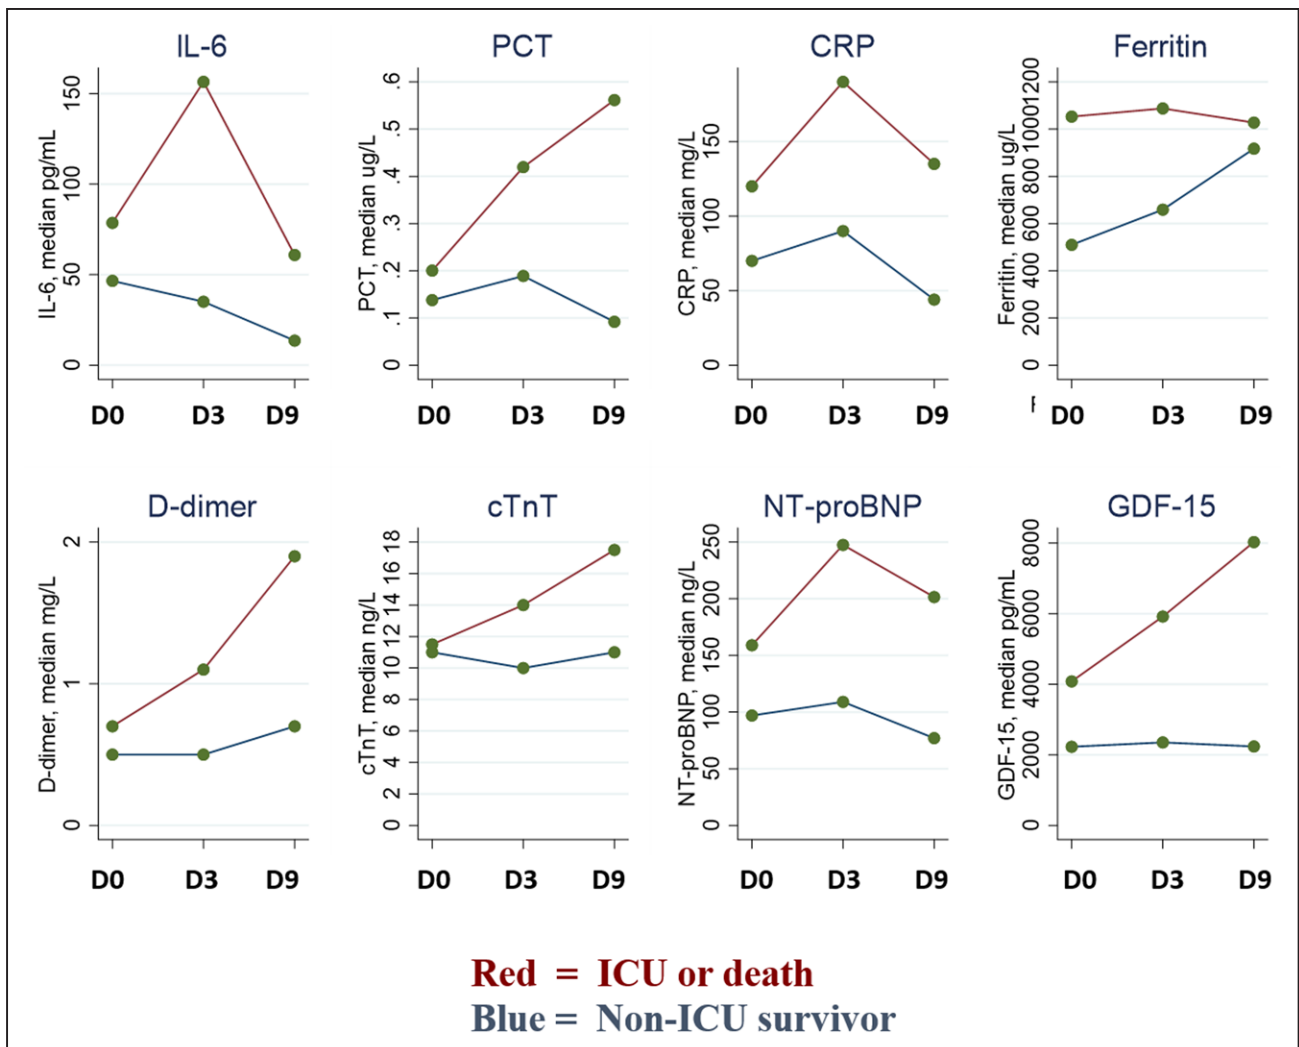 IL-6 PCT CRP Ferritin
IL-6, median pg/mL
150
100
50
0
D0 D3 D9
PCT, median ug/L
.6
.5
.4
.3
.2
.1
0
D0 D3 D9
CRP, median mg/L
150
100
50
0
D0 D3 D9
Ferritin, median ug/L
1200
1000
800
600
400
200
0
D0 D3 D9
D-dimer cTnT NT-proBNP GDF-15
D-dimer, median mg/L
2
1
0
D0 D3 D9
cTnT, median ng/L
18
16
14
12
10
8
6
4
2
0
D0 D3 D9
NT-proBNP, median ng/L
250
200
150
100
50
0
D0 D3 D9
GDF-15, median pg/mL
8000
6000
4000
2000
0
D0 D3 D9
Red = ICU or death
Blue = Non-ICU survivor